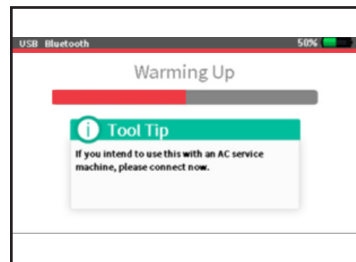 USB Bluetooth 50%
Warming Up
i Tool Tip
If you intend to use this with an AC service
machine, please connect now.